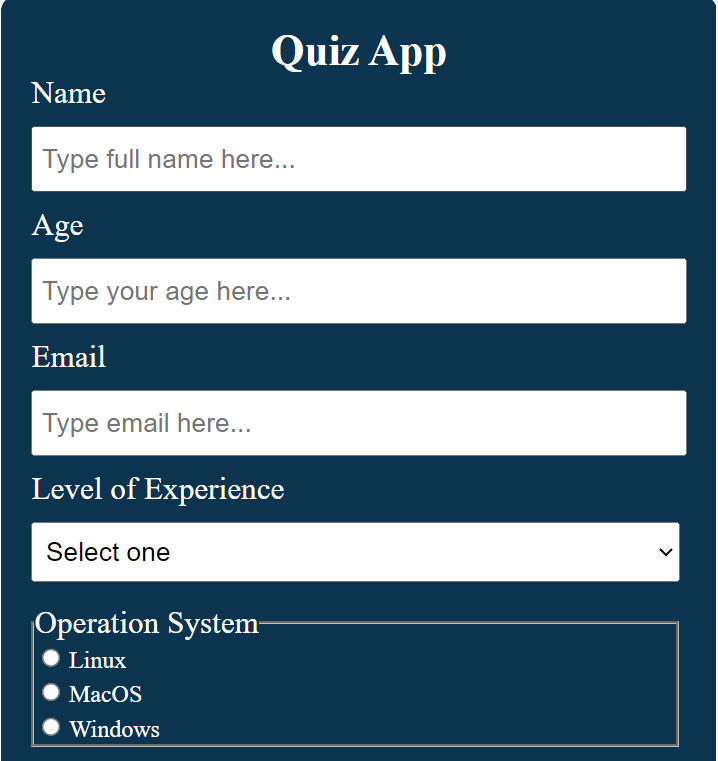 Quiz App
Name
Type full name here...
Age
Type your age here...
Email
Type email here...
Level of Experience
Select one
Operation System
Linux
MacOS
Windows